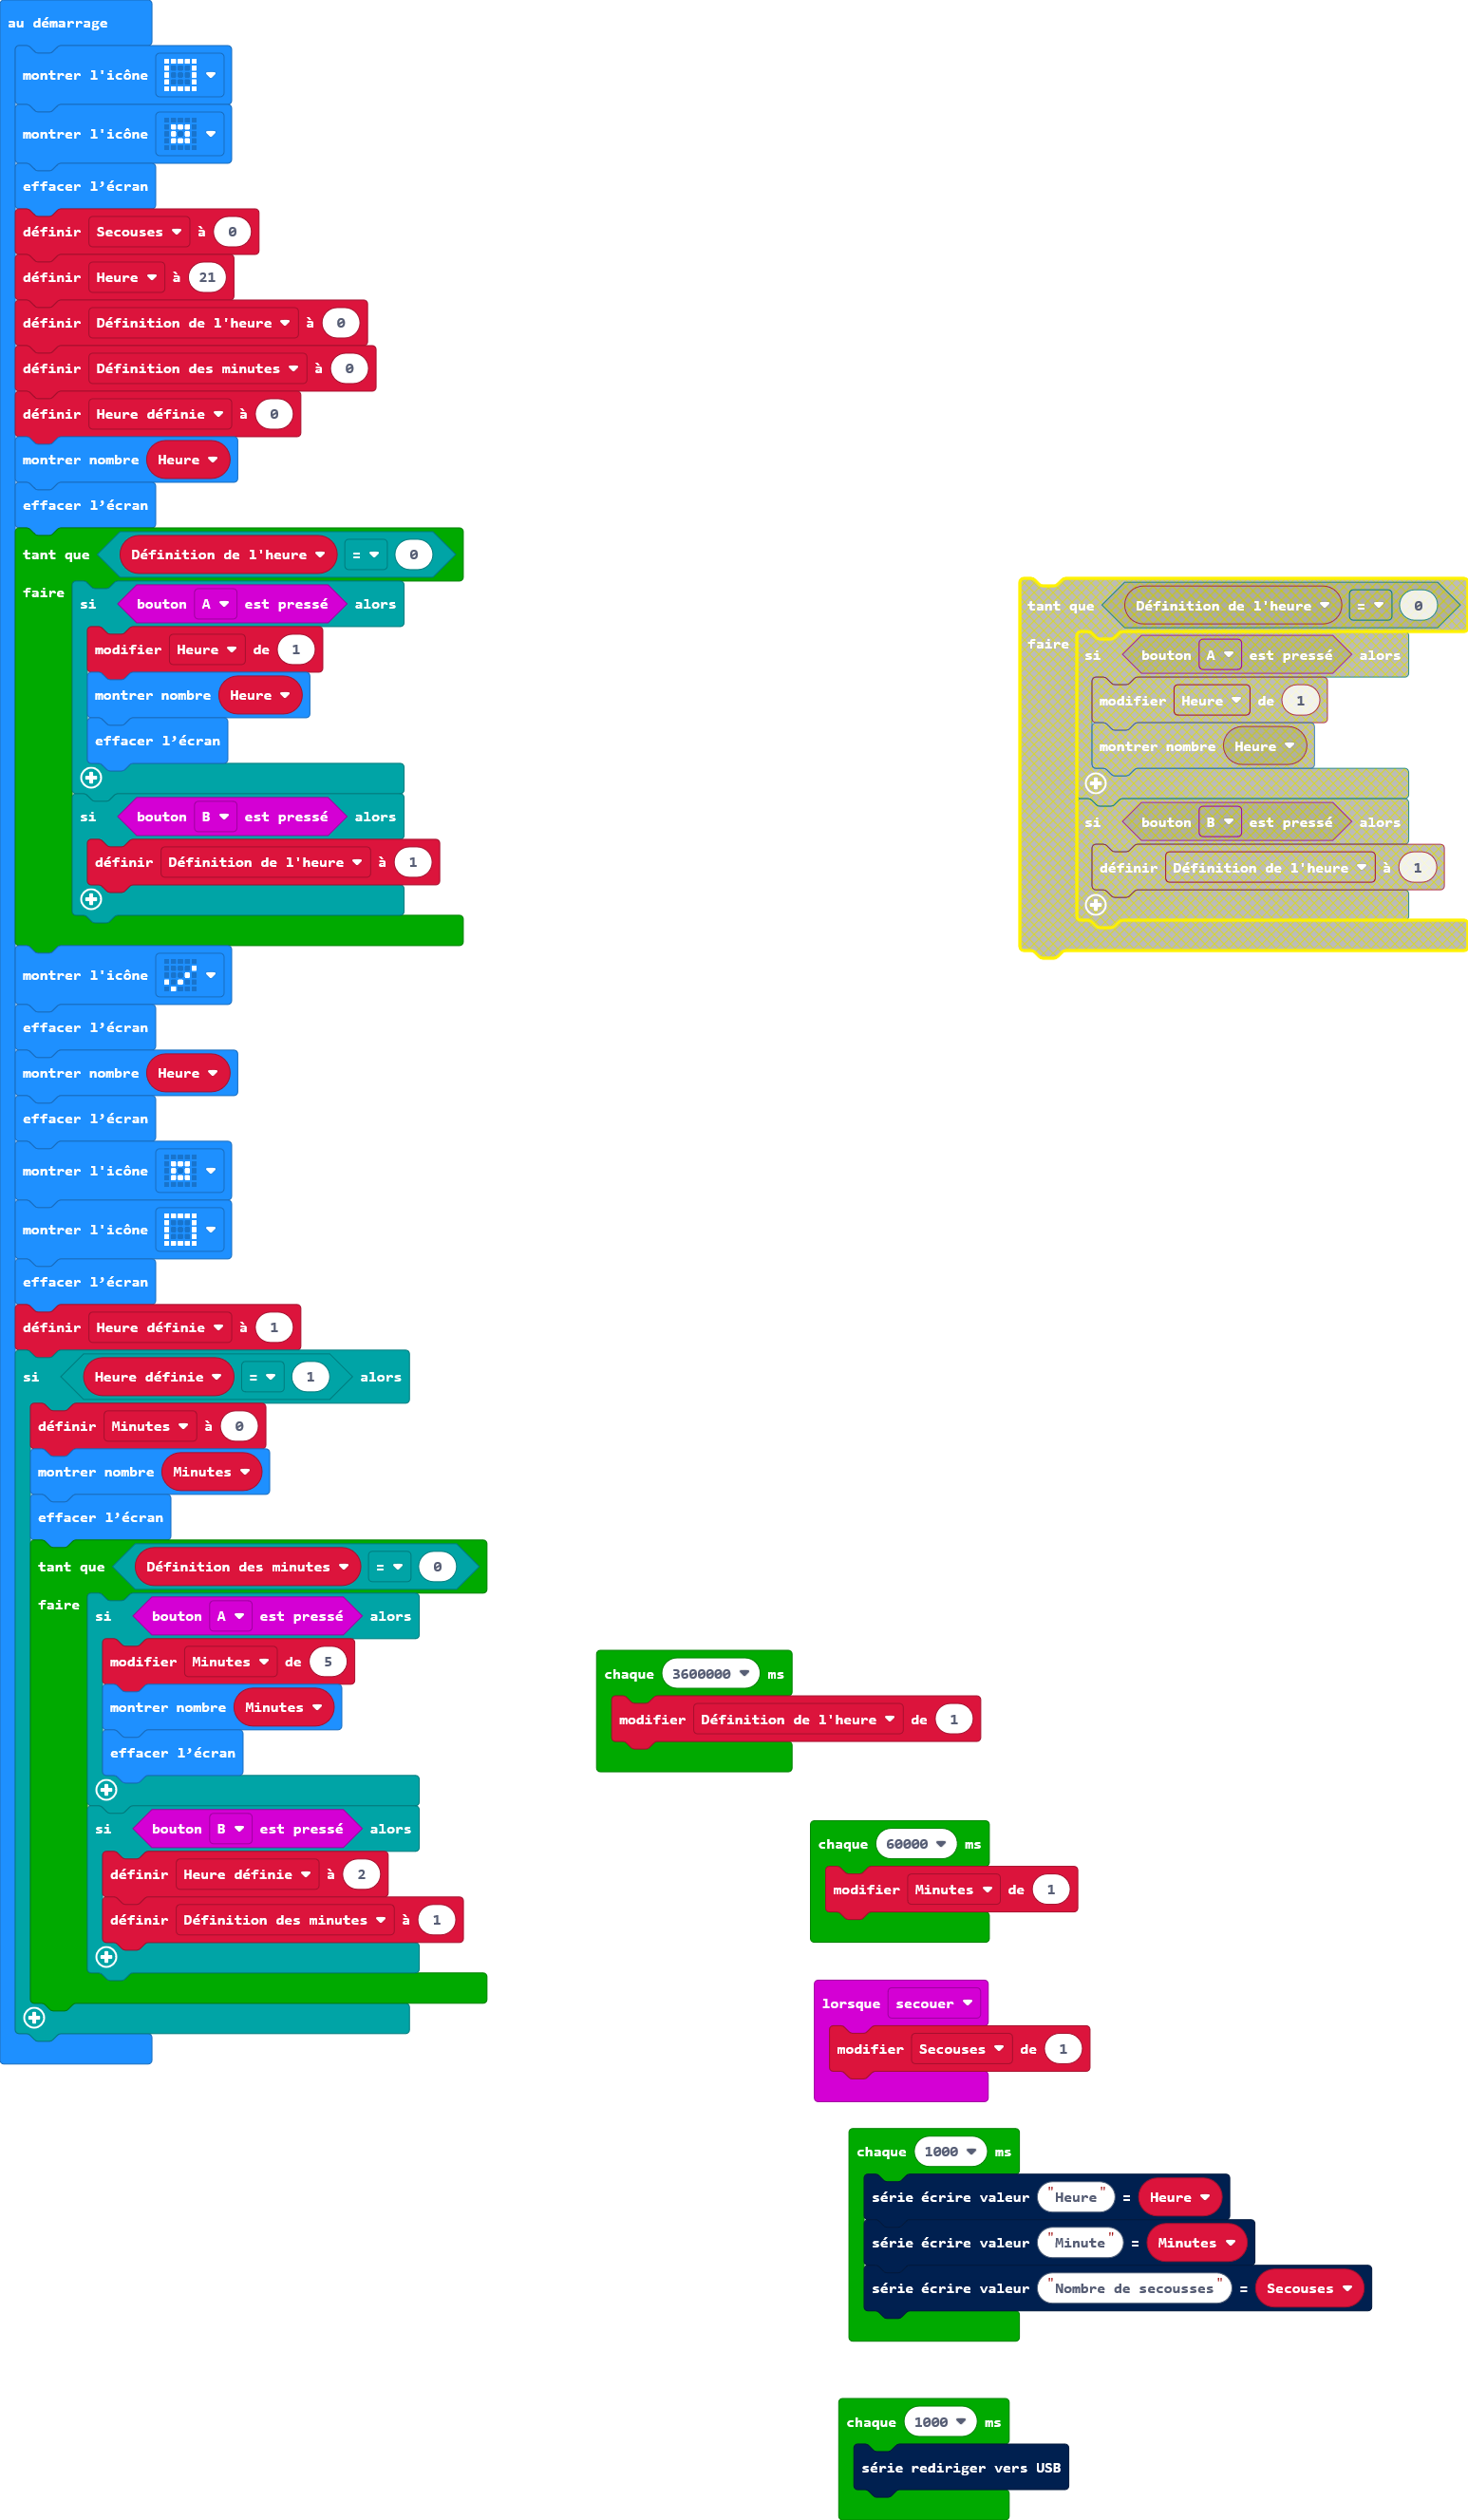 au démarrage
montrer l'icône
montrer l'icône
effacer l’écran
définir Secouses à 0
définir Heure à 21
définir Définition de l'heure à 0
définir Définition des minutes à 0
définir Heure définie à 0
montrer nombre Heure
effacer l’écran
tant que Définition de l'heure = 0
faire si bouton A est pressé alors
modifier Heure de 1
montrer nombre Heure
effacer l’écran
si bouton B est pressé alors
définir Définition de l'heure à 1
montrer l'icône
effacer l’écran
montrer nombre Heure
effacer l’écran
montrer l'icône
montrer l'icône
effacer l’écran
définir Heure définie à 1
si Heure définie = 1 alors
définir Minutes à 0
montrer nombre Minutes
effacer l’écran
tant que Définition des minutes = 0
faire si bouton A est pressé alors
modifier Minutes de 5
montrer nombre Minutes
effacer l’écran
si bouton B est pressé alors
définir Heure définie à 2
définir Définition des minutes à 1
tant que Définition de l'heure = 0
faire si bouton A est pressé alors
modifier Heure de 1
montrer nombre Heure
si bouton B est pressé alors
définir Définition de l'heure à 1
chaque 3600000 ms
modifier Définition de l'heure de 1
chaque 60000 ms
modifier Minutes de 1
lorsque secouer
modifier Secouses de 1
chaque 1000 ms
série écrire valeur "Heure" = Heure
série écrire valeur "Minute" = Minutes
série écrire valeur "Nombre de secousses" = Secouses
chaque 1000 ms
série rediriger vers USB